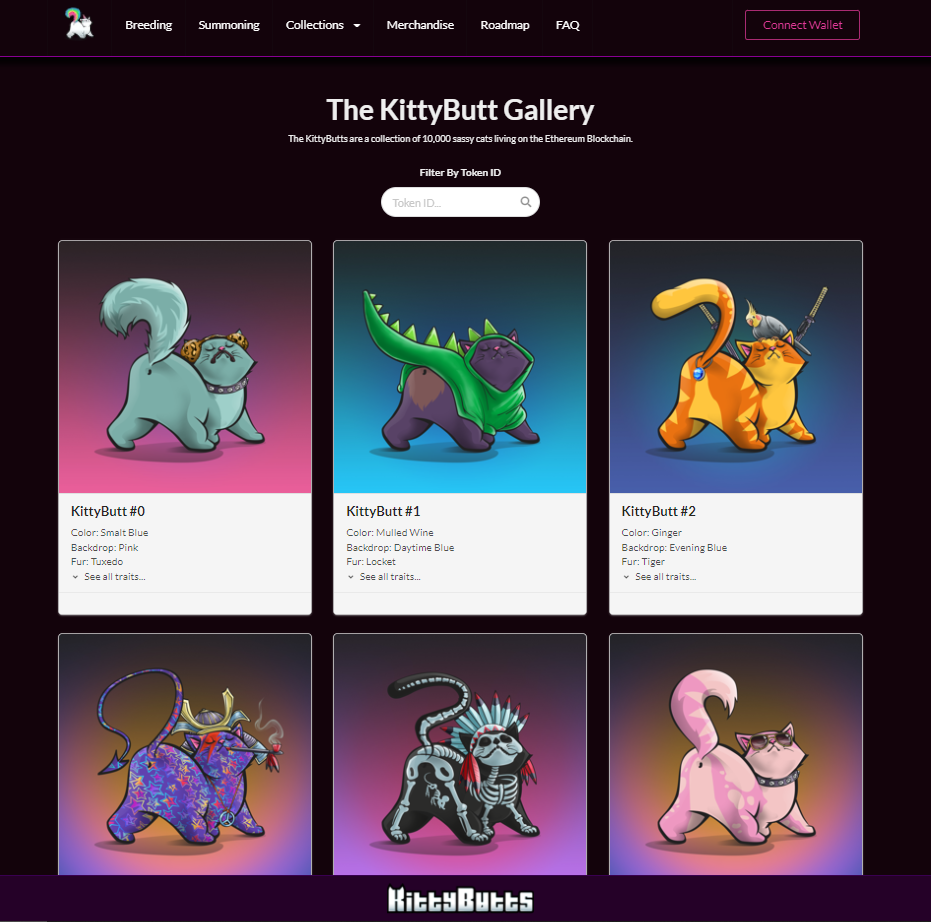 Breeding Summoning Collections Merchandise Roadmap FAQ Connect Wallet
The KittyButt Gallery
The KittyButts are a collection of 10,000 sassy cats living on the Ethereum Blockchain.
Filter By Token ID
Token ID...
KittyButt #0
Color: Smalt Blue
Backdrop: Pink
Fur: Tuxedo
See all traits...
KittyButt #1
Color: Mulled Wine
Backdrop: Daytime Blue
Fur: Locket
See all traits...
KittyButt #2
Color: Ginger
Backdrop: Evening Blue
Fur: Tiger
See all traits...
KittyButts